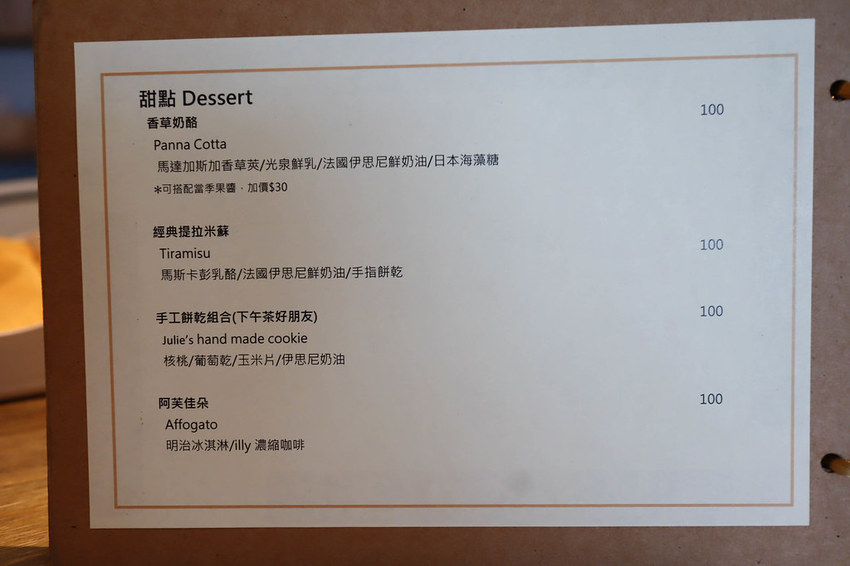 甜點 Dessert
香草奶酪 100
Panna Cotta
馬達加斯加香草莢/光泉鮮乳/法國伊思尼鮮奶油/日本海藻糖
*可搭配當季果醬，加價$30
經典提拉米蘇 100
Tiramisu
馬斯卡彭乳酪/法國伊思尼鮮奶油/手指餅乾
手工餅乾組合(下午茶好朋友) 100
Julie's hand made cookie
核桃/葡萄乾/玉米片/伊思尼奶油
阿芙佳朵 100
Affogato
明治冰淇淋/illy 濃縮咖啡